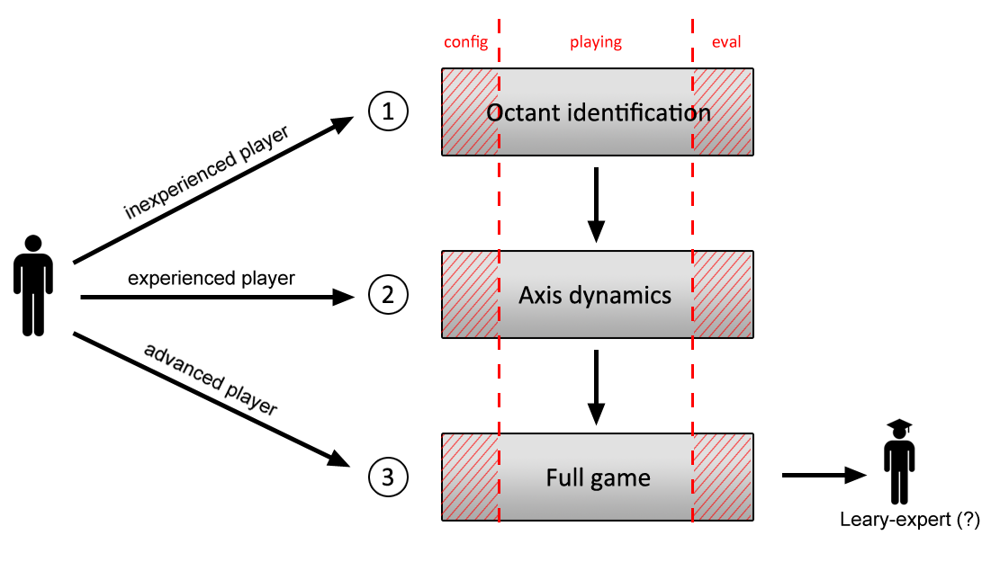 config playing eval
1 Octant identification
inexperienced player
experienced player
2 Axis dynamics
advanced player
3 Full game
Leary-expert (?)